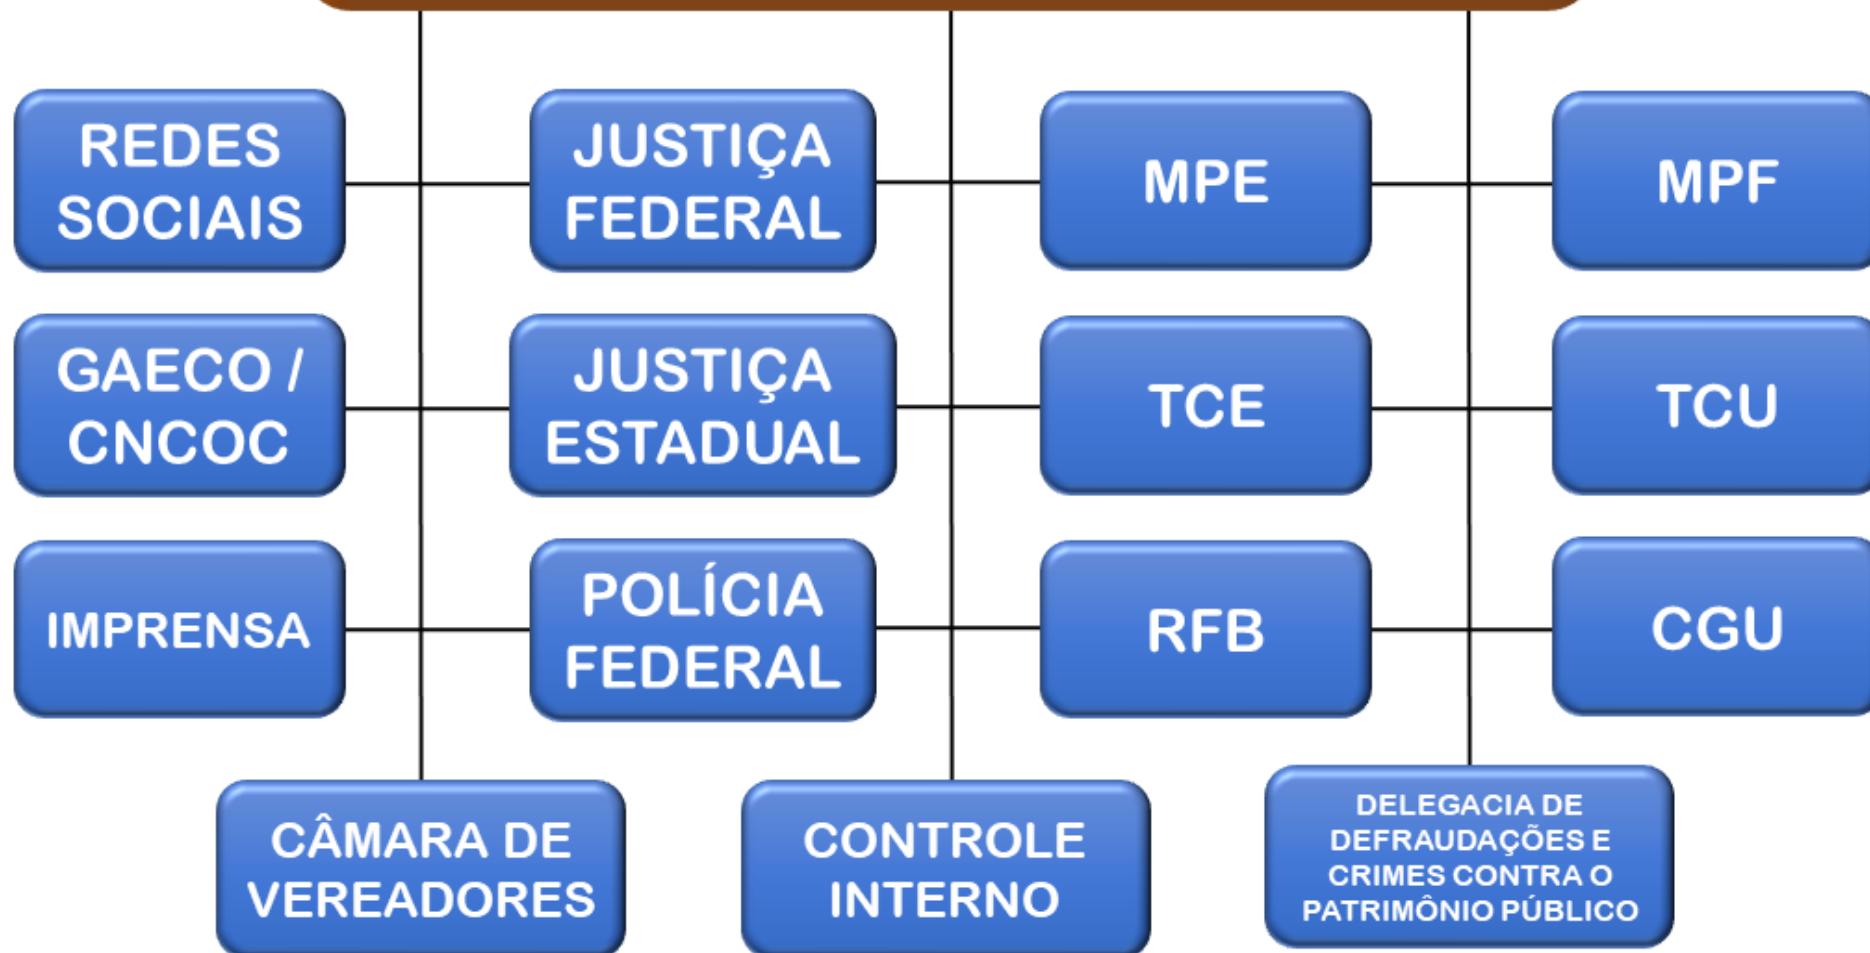 REDES
SOCIAIS
JUSTIÇA
FEDERAL
MPE
MPF
GAECO /
CNCOC
JUSTIÇA
ESTADUAL
TCE
TCU
IMPRENSA
POLÍCIA
FEDERAL
RFB
CGU
CÂMARA DE
VEREADORES
CONTROLE
INTERNO
DELEGACIA DE
DEFRAUDAÇÕES E
CRIMES CONTRA O
PATRIMÔNIO PÚBLICO